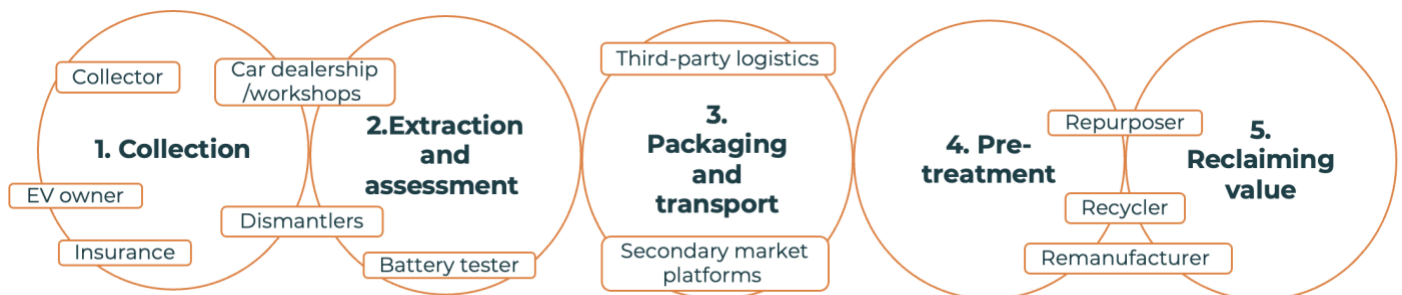 Collector
Car dealership
/workshops
1. Collection
EV owner
Dismantlers
Insurance
2.Extraction
and
assessment
Battery tester
Third-party logistics
3.
Packaging
and
transport
Secondary market
platforms
4. Pre-
treatment
Repurposer
Recycler
Remanufacturer
5.
Reclaiming
value